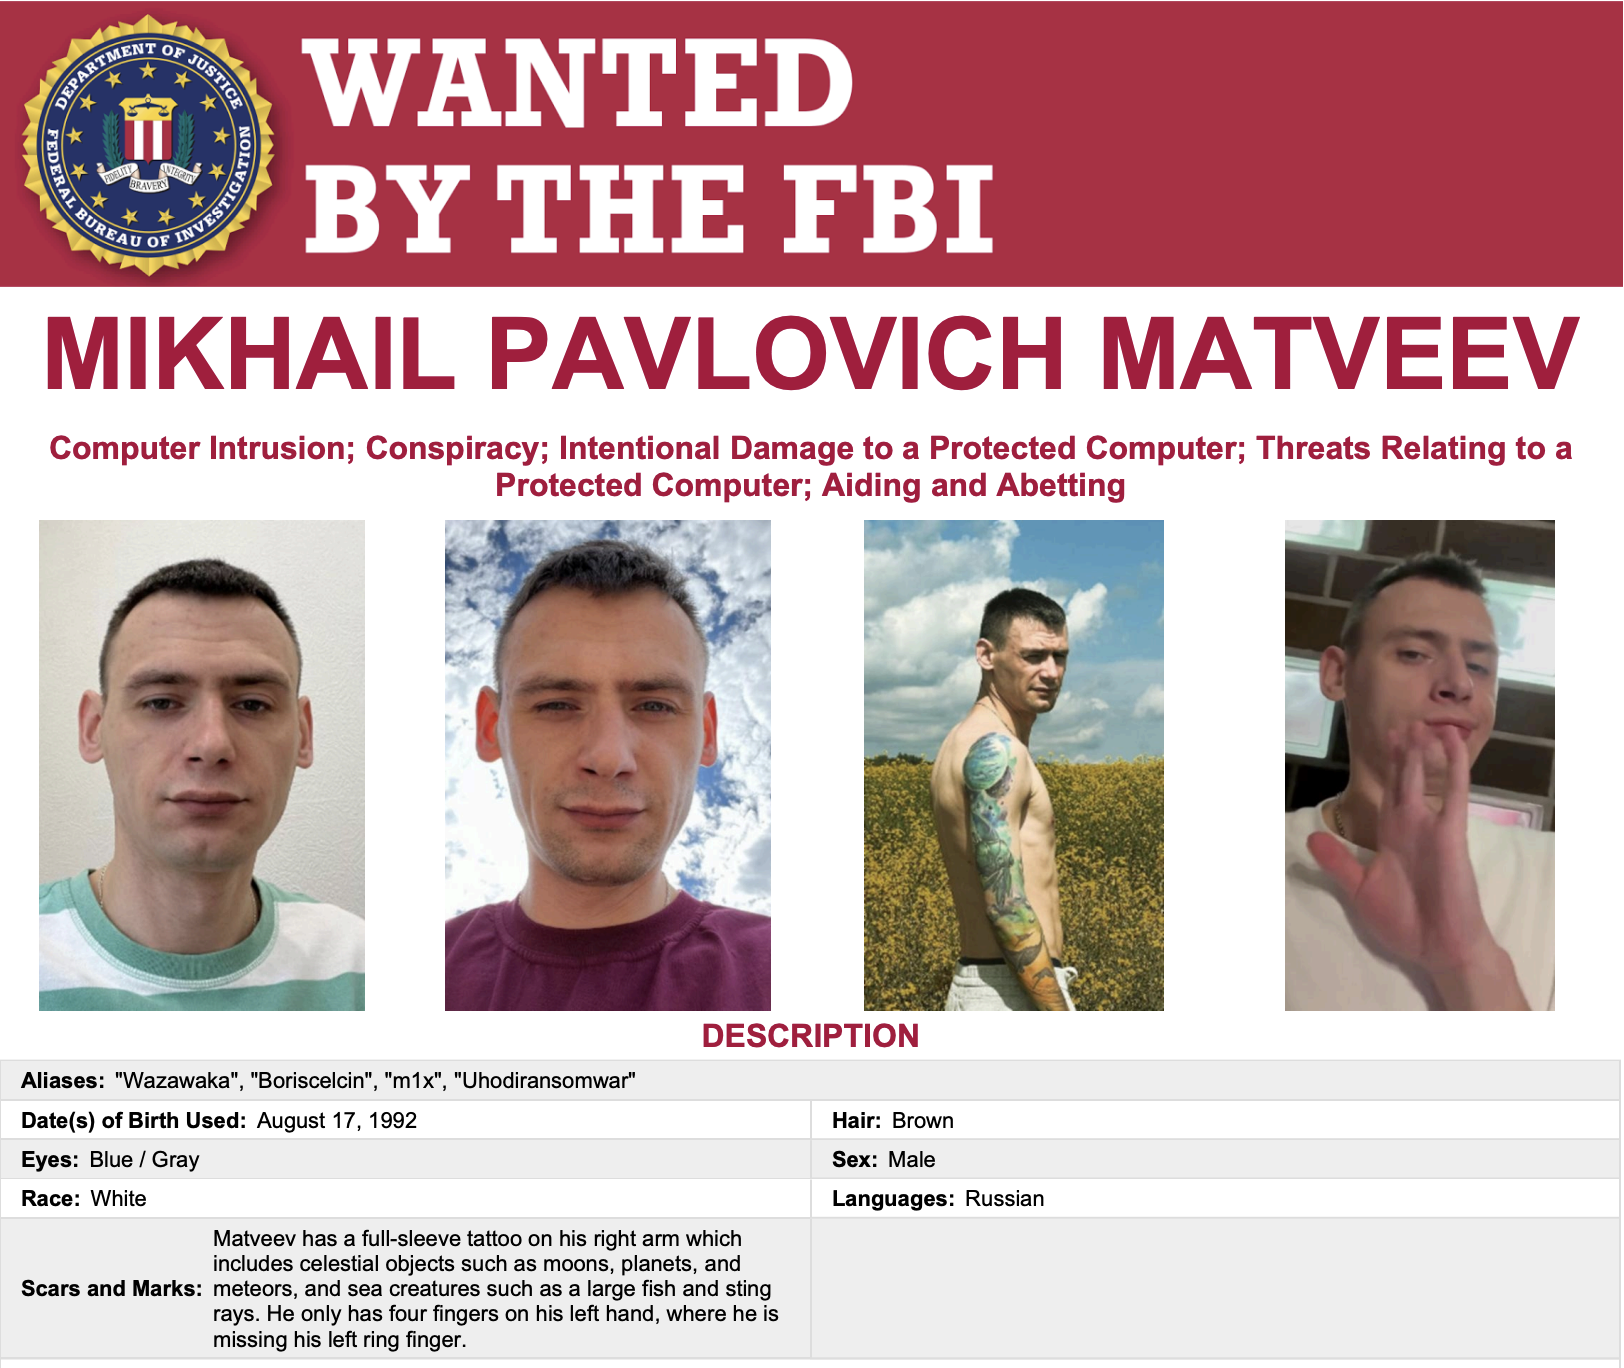 DEPARTMENT OF JUSTICE
FEDERAL BUREAU OF INVESTIGATION
FIDELITY BRAVERY INTEGRITY
WANTED
BY THE FBI
MIKHAIL PAVLOVICH MATVEEV
Computer Intrusion; Conspiracy; Intentional Damage to a Protected Computer; Threats Relating to a
Protected Computer; Aiding and Abetting
DESCRIPTION
Aliases: "Wazawaka", "Boriscelcin", "m1x", "Uhodiransomwar"
Date(s) of Birth Used: August 17, 1992
Hair: Brown
Eyes: Blue / Gray
Sex: Male
Race: White
Languages: Russian
Scars and Marks:
Matveev has a full-sleeve tattoo on his right arm which
includes celestial objects such as moons, planets, and
meteors, and sea creatures such as a large fish and sting
rays. He only has four fingers on his left hand, where he is
missing his left ring finger.